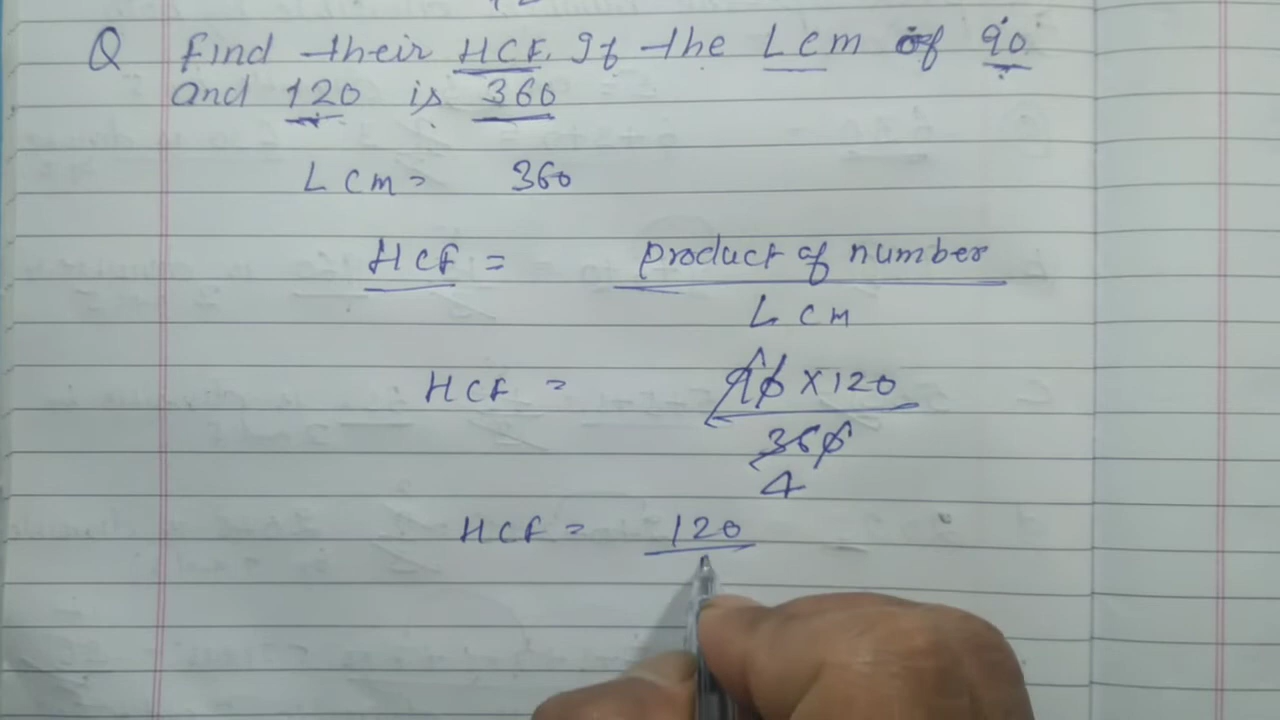 Q Find their HCF. If the LCM of 90
and 120 is 360
LCM = 360
HCF = product of number
LCM
HCF = 90 X 120
360
4
HCF = 120